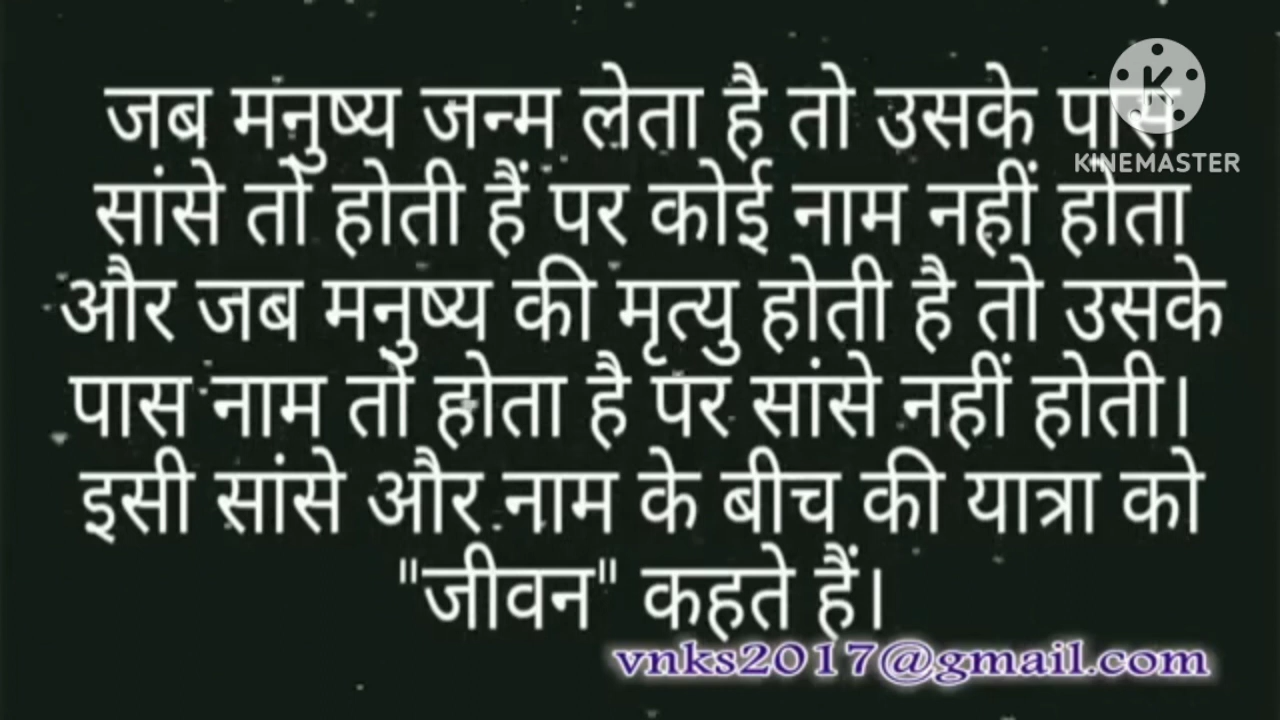 जब मनुष्य जन्म लेता है तो उसके पास
KINEMASTER
सांसे तो होती हैं पर कोई नाम नहीं होता
और जब मनुष्य की मृत्यु होती है तो उसके
पास नाम तो होता है पर सांसे नहीं होती।
इसी सांसे और नाम के बीच की यात्रा को
"जीवन" कहते हैं।
vnks2017@gmail.com